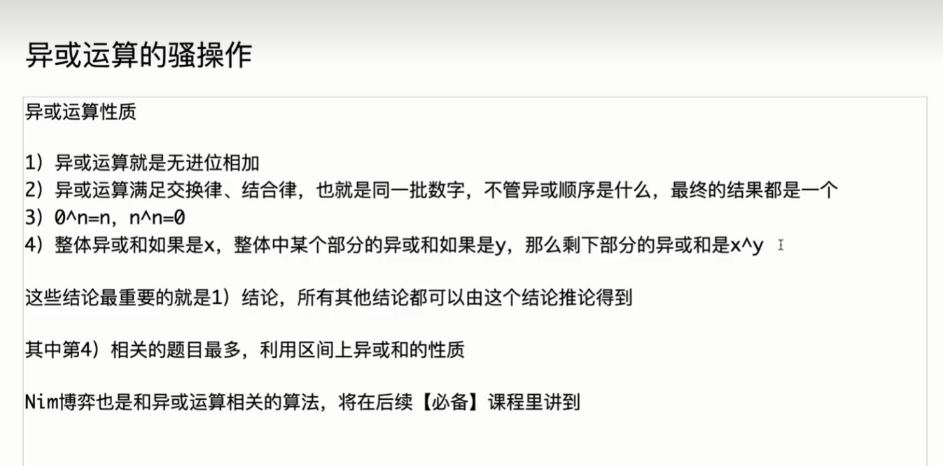 异或运算的骚操作
异或运算性质
1）异或运算就是无进位相加
2）异或运算满足交换律、结合律，也就是同一批数字，不管异或顺序是什么，最终的结果都是一个
3）0^n=n，n^n=0
4）整体异或和如果是x，整体中某个部分的异或和如果是y，那么剩下部分的异或和是x^y
这些结论最重要的就是1）结论，所有其他结论都可以由这个结论推论得到
其中第4）相关的题目最多，利用区间上异或和的性质
Nim博弈也是和异或运算相关的算法，将在后续【必备】课程里讲到